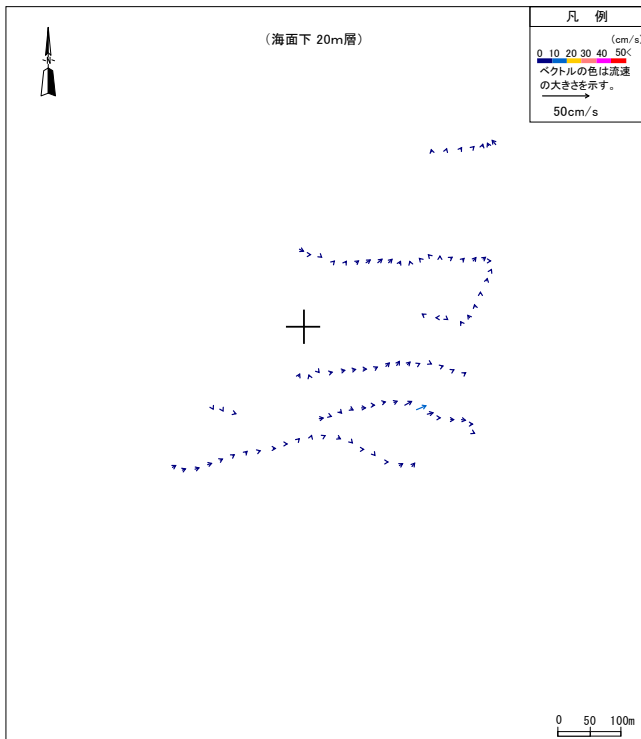 (海面下 20m層)
N
凡 例
(cm/s)
0 10 20 30 40 50<
ベクトルの色は流速
の大きさを示す。
50cm/s
0 50 100m